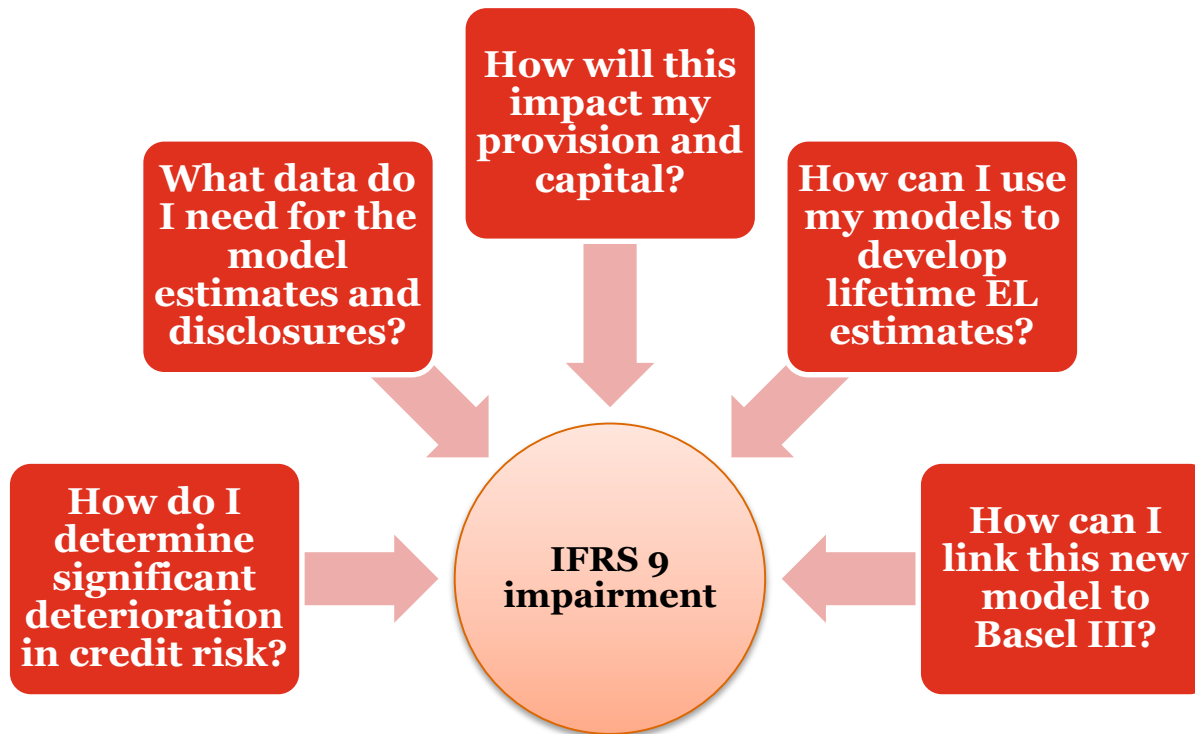 How do I
determine
significant
deterioration
in credit risk?
What data do
I need for the
model
estimates and
disclosures?
How will this
impact my
provision and
capital?
How can I use
my models to
develop
lifetime EL
estimates?
How can I
link this new
model to
Basel III?
IFRS 9
impairment